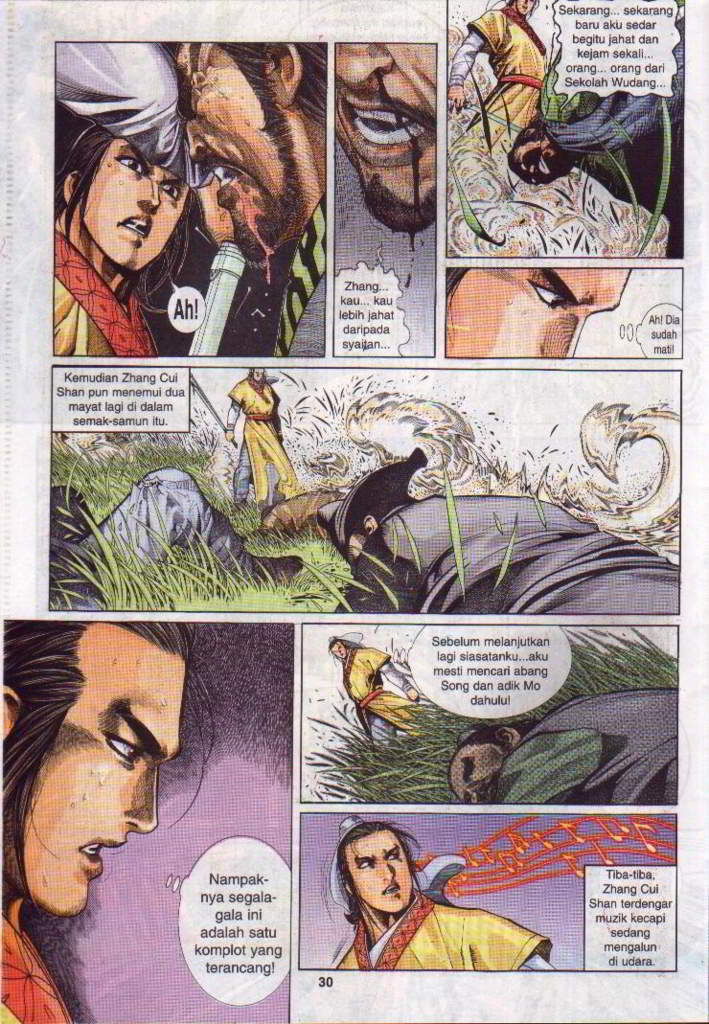 Ah!
Zhang...
kau... kau
lebih jahat
daripada
syaitan...
Sekarang... sekarang
baru aku sedar
begitu jahat dan
kejam sekali...
orang... orang dari
Sekolah Wudang...
Ah! Dia
sudah
mati!
Kemudian Zhang Cui
Shan pun menemui dua
mayat lagi di dalam
semak-samun itu.
Nampak-
nya segala-
gala ini
adalah satu
komplot yang
terancang!
Sebelum melanjutkan
lagi siasatanku...aku
mesti mencari abang
Song dan adik Mo
dahulu!
Tiba-tiba,
Zhang Cui
Shan terdengar
muzik kecapi
sedang
mengalun
di udara.
30